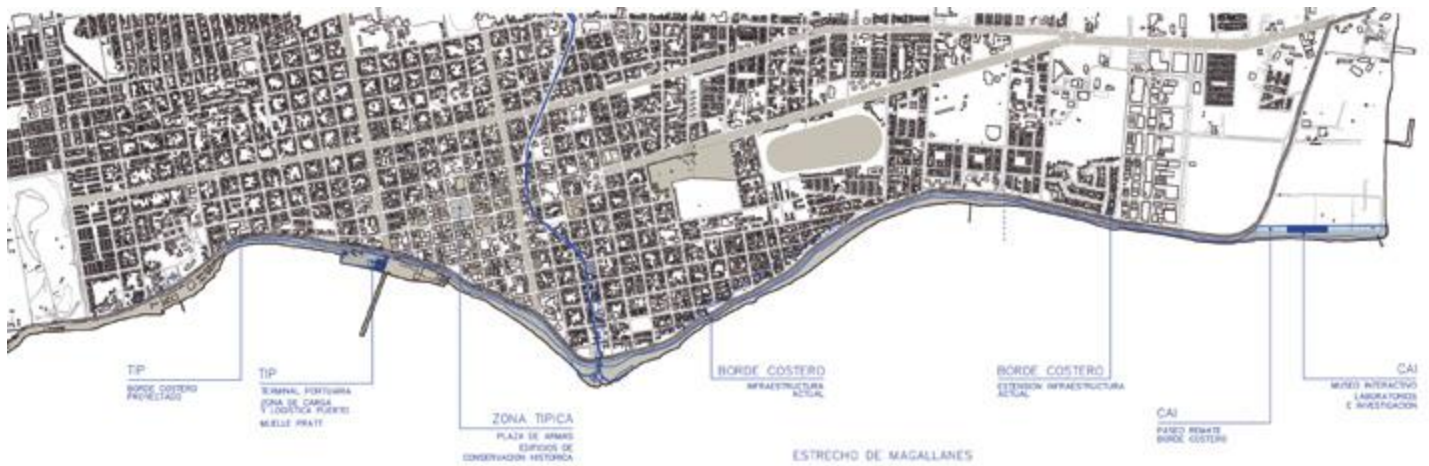 TIP
BORDE COSTERO
PROYECTADO
TIP
TERMINAL PORTUARIA
ZONA DE CARGA
Y LOGISTICA PUERTO
MUELLE PRATT
ZONA TIPICA
PLAZA DE ARMAS
EDIFICIOS DE
CONSERVACION HISTORICA
BORDE COSTERO
INFRAESTRUCTURA
ACTUAL
BORDE COSTERO
EXTENSION INFRAESTRUCTURA
ACTUAL
CAI
PASEO REMATE
BORDE COSTERO
CAI
MUSEO INTERACTIVO
LABORATORIOS
E INVESTIGACION
ESTRECHO DE MAGALLANES